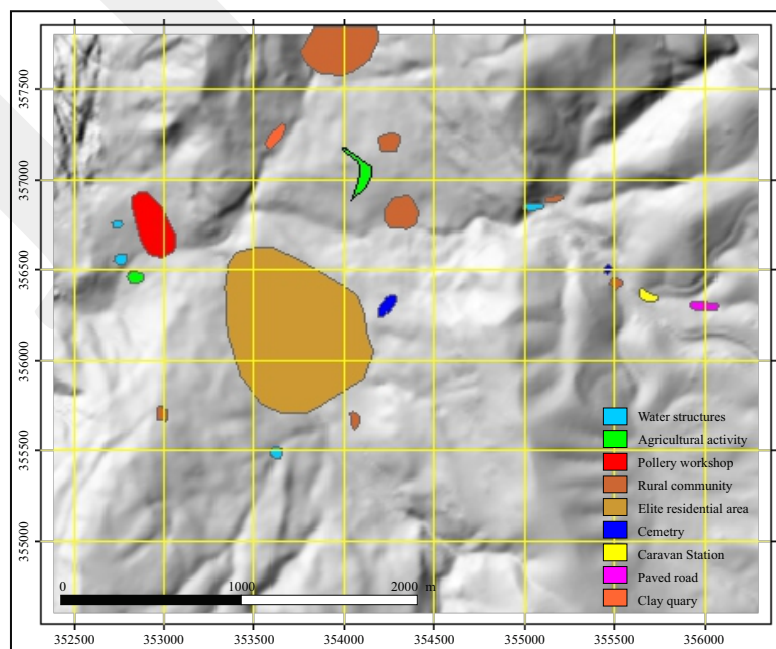 357500
357000
356500
356000
355500
355000
Water structures
Agricultural activity
Pollery workshop
Rural community
Elite residential area
Cemetry
Caravan Station
Paved road
Clay quary
0 1000 2000 m
352500 353000 353500 354000 354500 355000 355500 356000